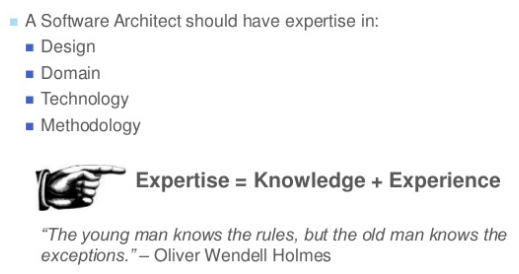 A Software Architect should have expertise in:
Design
Domain
Technology
Methodology
Expertise = Knowledge + Experience
“The young man knows the rules, but the old man knows the
exceptions.” – Oliver Wendell Holmes